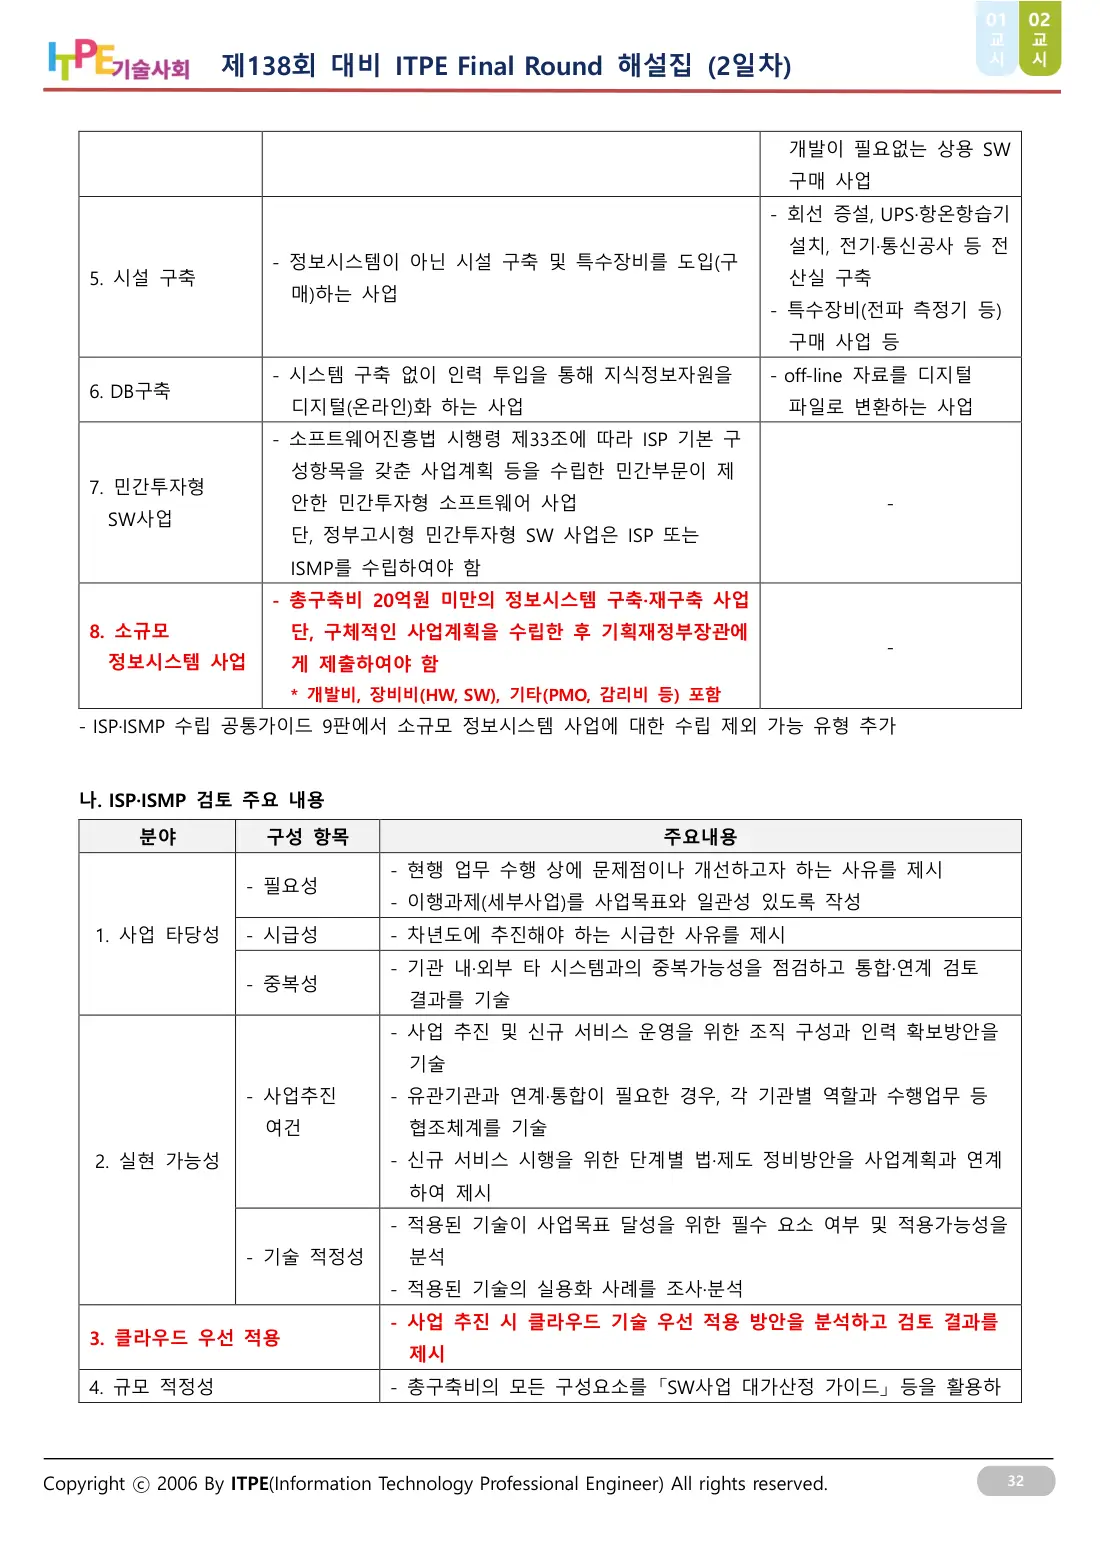 ITPE기술사회
제138회 대비 ITPE Final Round 해설집 (2일차)
01
교
시
02
교
시
개발이 필요없는 상용 SW
구매 사업
5. 시설 구축
- 정보시스템이 아닌 시설 구축 및 특수장비를 도입(구
매)하는 사업
- 회선 증설, UPS·항온항습기
설치, 전기·통신공사 등 전
산실 구축
- 특수장비(전파 측정기 등)
구매 사업 등
6. DB구축
- 시스템 구축 없이 인력 투입을 통해 지식정보자원을
디지털(온라인)화 하는 사업
- off-line 자료를 디지털
파일로 변환하는 사업
7. 민간투자형
SW사업
- 소프트웨어진흥법 시행령 제33조에 따라 ISP 기본 구
성항목을 갖춘 사업계획 등을 수립한 민간부문이 제
안한 민간투자형 소프트웨어 사업
단, 정부고시형 민간투자형 SW 사업은 ISP 또는
ISMP를 수립하여야 함
-
8. 소규모
정보시스템 사업
- 총구축비 20억원 미만의 정보시스템 구축·재구축 사업
단, 구체적인 사업계획을 수립한 후 기획재정부장관에
게 제출하여야 함
* 개발비, 장비비(HW, SW), 기타(PMO, 감리비 등) 포함
-
- ISP·ISMP 수립 공통가이드 9판에서 소규모 정보시스템 사업에 대한 수립 제외 가능 유형 추가
나. ISP·ISMP 검토 주요 내용
분야
구성 항목
주요내용
1. 사업 타당성
- 필요성
- 현행 업무 수행 상에 문제점이나 개선하고자 하는 사유를 제시
- 이행과제(세부사업)를 사업목표와 일관성 있도록 작성
- 시급성
- 차년도에 추진해야 하는 시급한 사유를 제시
- 중복성
- 기관 내·외부 타 시스템과의 중복가능성을 점검하고 통합·연계 검토
결과를 기술
2. 실현 가능성
- 사업추진
여건
- 사업 추진 및 신규 서비스 운영을 위한 조직 구성과 인력 확보방안을
기술
- 유관기관과 연계·통합이 필요한 경우, 각 기관별 역할과 수행업무 등
협조체계를 기술
- 신규 서비스 시행을 위한 단계별 법·제도 정비방안을 사업계획과 연계
하여 제시
- 기술 적정성
- 적용된 기술이 사업목표 달성을 위한 필수 요소 여부 및 적용가능성을
분석
- 적용된 기술의 실용화 사례를 조사·분석
3. 클라우드 우선 적용
- 사업 추진 시 클라우드 기술 우선 적용 방안을 분석하고 검토 결과를
제시
4. 규모 적정성
- 총구축비의 모든 구성요소를「SW사업 대가산정 가이드」등을 활용하
Copyright ⓒ 2006 By ITPE(Information Technology Professional Engineer) All rights reserved.
32